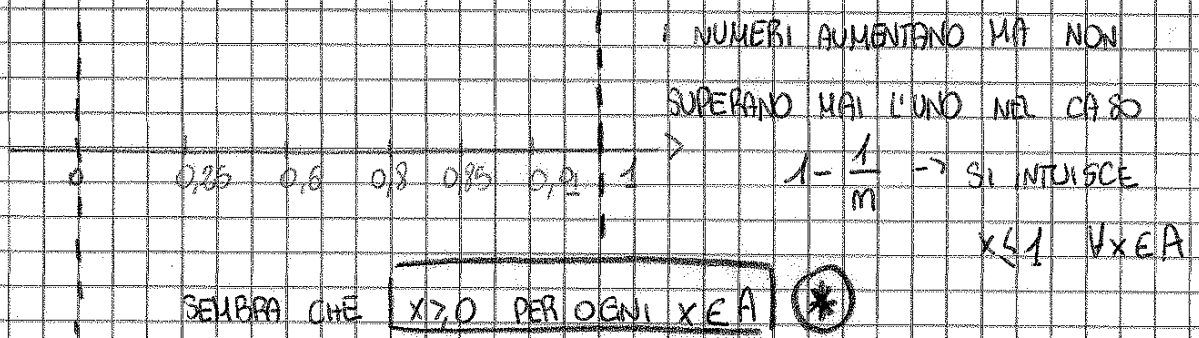 I NUMERI AUMENTANO MA NON
SUPERANO MAI L'UNO NEL CASO
1 - 1/m -> SI INTUISCE
x ≤ 1 ∀x ∈ A
0 0,25 0,6 0,8 0,85 0,91 1
SEMBRA CHE x ≥ 0 PER OGNI x ∈ A *